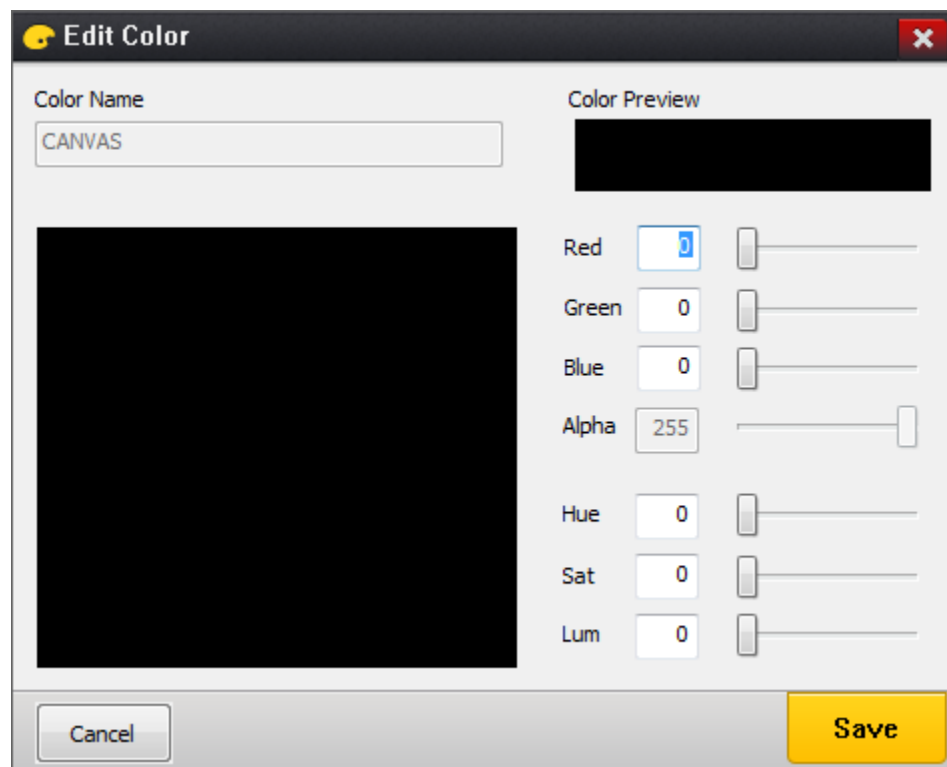 Edit Color
Color Name
Color Preview
CANVAS
Red 0
Green 0
Blue 0
Alpha 255
Hue 0
Sat 0
Lum 0
Cancel
Save